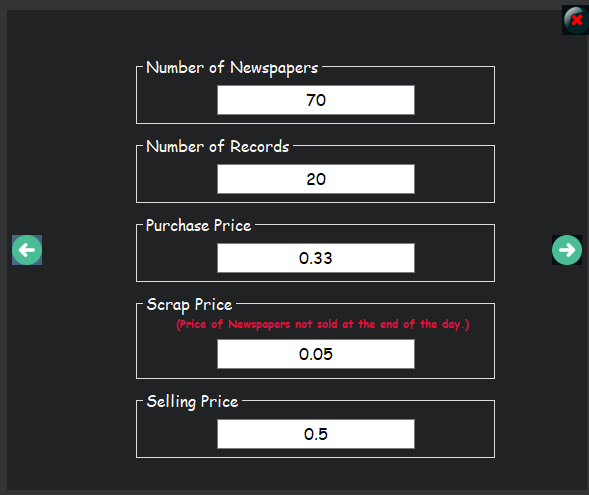 Number of Newspapers
70
Number of Records
20
Purchase Price
0.33
Scrap Price
(Price of Newspapers not sold at the end of the day.)
0.05
Selling Price
0.5